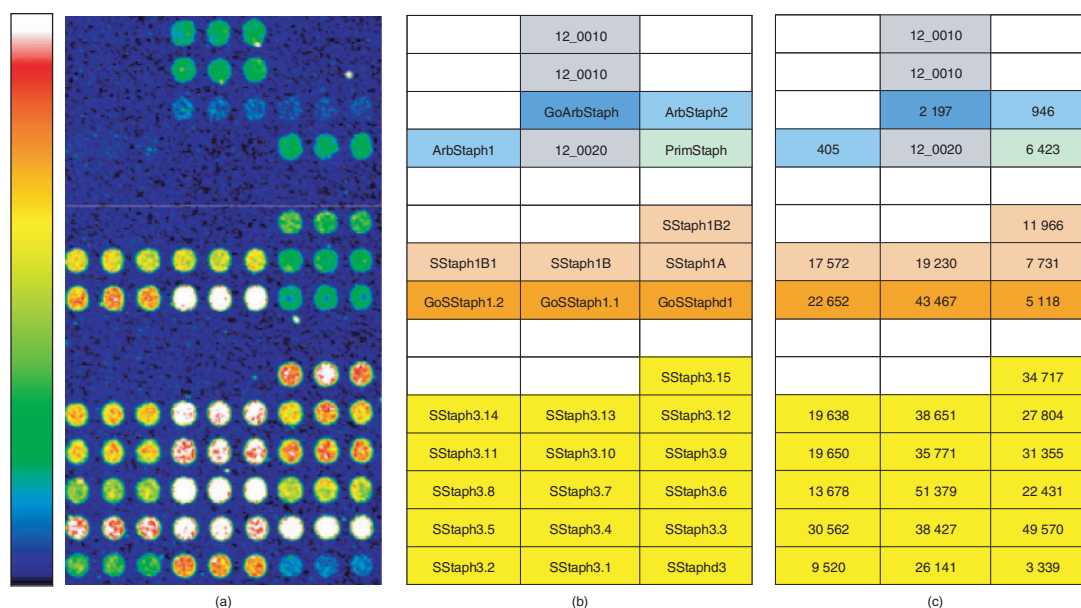 12_0010 12_0010
12_0010 12_0010
GoArbStaph ArbStaph2 2 197 946
ArbStaph1 12_0020 PrimStaph 405 12_0020 6 423
SStaph1B2 11 966
SStaph1B1 SStaph1B SStaph1A 17 572 19 230 7 731
GoSStaph1.2 GoSStaph1.1 GoSStaphd1 22 652 43 467 5 118
SStaph3.15 34 717
SStaph3.14 SStaph3.13 SStaph3.12 19 638 38 651 27 804
SStaph3.11 SStaph3.10 SStaph3.9 19 650 35 771 31 355
SStaph3.8 SStaph3.7 SStaph3.6 13 678 51 379 22 431
SStaph3.5 SStaph3.4 SStaph3.3 30 562 38 427 49 570
SStaph3.2 SStaph3.1 SStaphd3 9 520 26 141 3 339
(a) (b) (c)